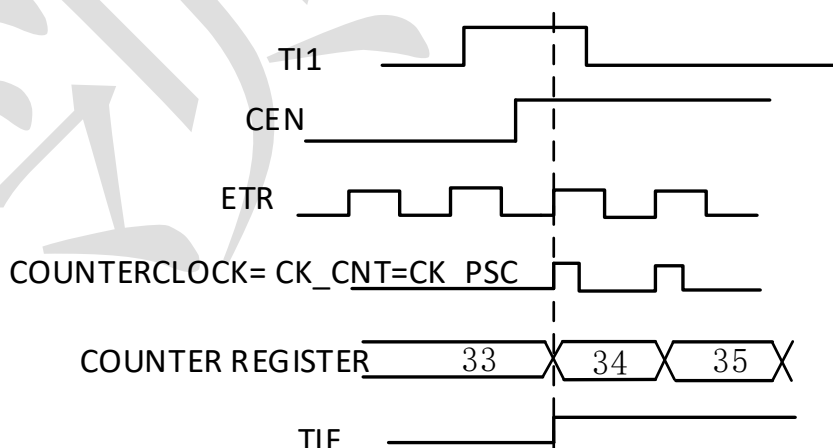 TI1
CEN
ETR
COUNTERCLOCK= CK_CNT=CK_PSC
COUNTER REGISTER 33 34 35
TIF